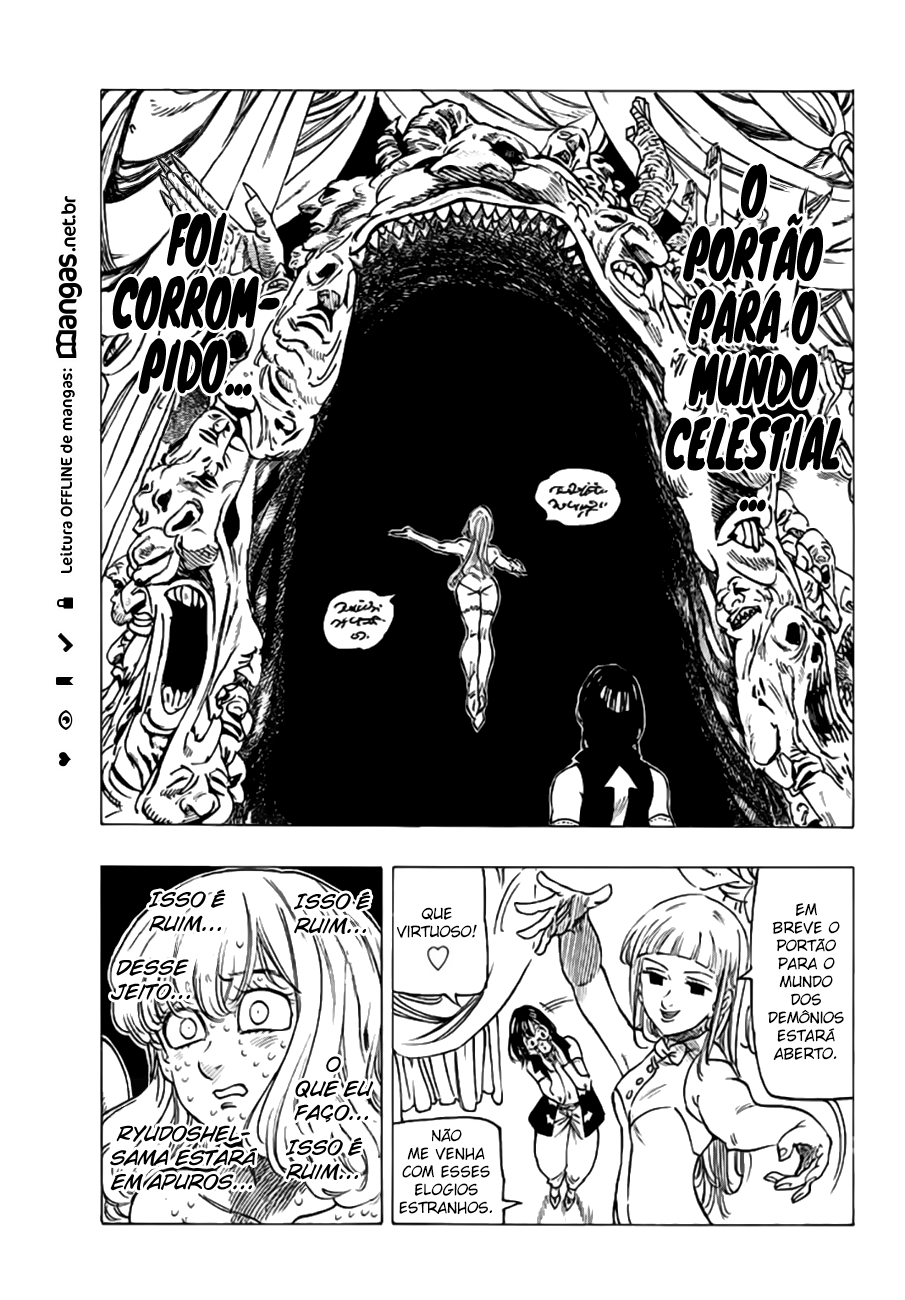 O
PORTÃO
PARA O
MUNDO
CELESTIAL
...
FOI
CORROM-
PIDO...
EM
BREVE O
PORTÃO
PARA O
MUNDO
DOS
DEMÔNIOS
ESTARÁ
ABERTO.
QUE
VIRTUOSO!
♡
NÃO
ME VENHA
COM ESSES
ELOGIOS
ESTRANHOS.
ISSO É
RUIM...
ISSO É
RUIM...
DESSE
JEITO...
O
QUE EU
FAÇO...
ISSO É
RUIM...
RYUDOSHEL-
SAMA ESTARÁ
EM APUROS...
Leitura OFFLINE de mangas: mangas.net.br